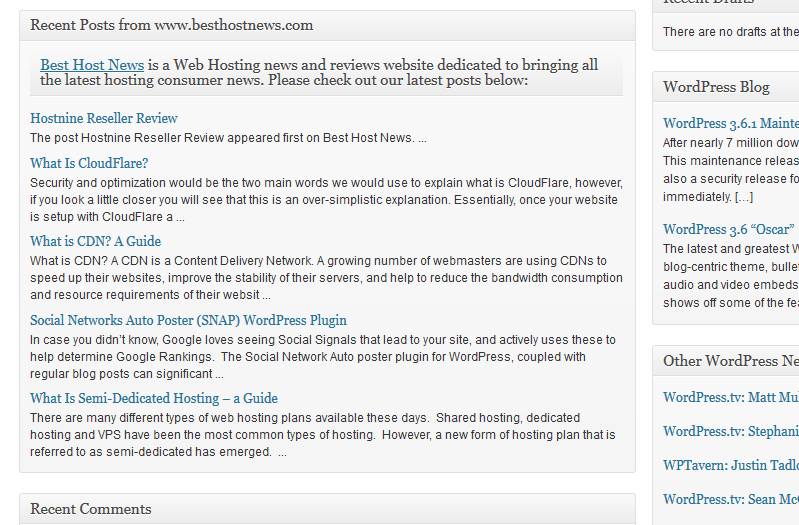 Recent Posts from www.besthostnews.com
Best Host News is a Web Hosting news and reviews website dedicated to bringing all
the latest hosting consumer news. Please check out our latest posts below:
Hostnine Reseller Review
The post Hostnine Reseller Review appeared first on Best Host News. ...
What Is CloudFlare?
Security and optimization would be the two main words we would use to explain what is CloudFlare, however,
if you look a little closer you will see that this is an over-simplistic explanation. Essentially, once your website
is setup with CloudFlare a ...
What is CDN? A Guide
What is CDN? A CDN is a Content Delivery Network. A growing number of webmasters are using CDNs to
speed up their websites, improve the stability of their servers, and help to reduce the bandwidth consumption
and resource requirements of their websit ...
Social Networks Auto Poster (SNAP) WordPress Plugin
In case you didn't know, Google loves seeing Social Signals that lead to your site, and actively uses these to
help determine Google Rankings.  The Social Network Auto poster plugin for WordPress, coupled with
regular blog posts can significant ...
What Is Semi-Dedicated Hosting – a Guide
There are many different types of web hosting plans available these days.  Shared hosting, dedicated
hosting and VPS have been the most common types of hosting.  However, a new form of hosting plan that is
referred to as semi-dedicated has emerged.  ...
Recent Comments
Recent Drafts
There are no drafts at the
WordPress Blog
WordPress 3.6.1
After nearly 7 million
This maintenance
also a security release
immediately. [...]
WordPress 3.6 “Oscar”
The latest and greatest
blog-centric theme,
audio and video embeds
shows off some of the
Other WordPress
WordPress.tv: Matt
WordPress.tv:
WPTavern: Justin
WordPress.tv: Sean